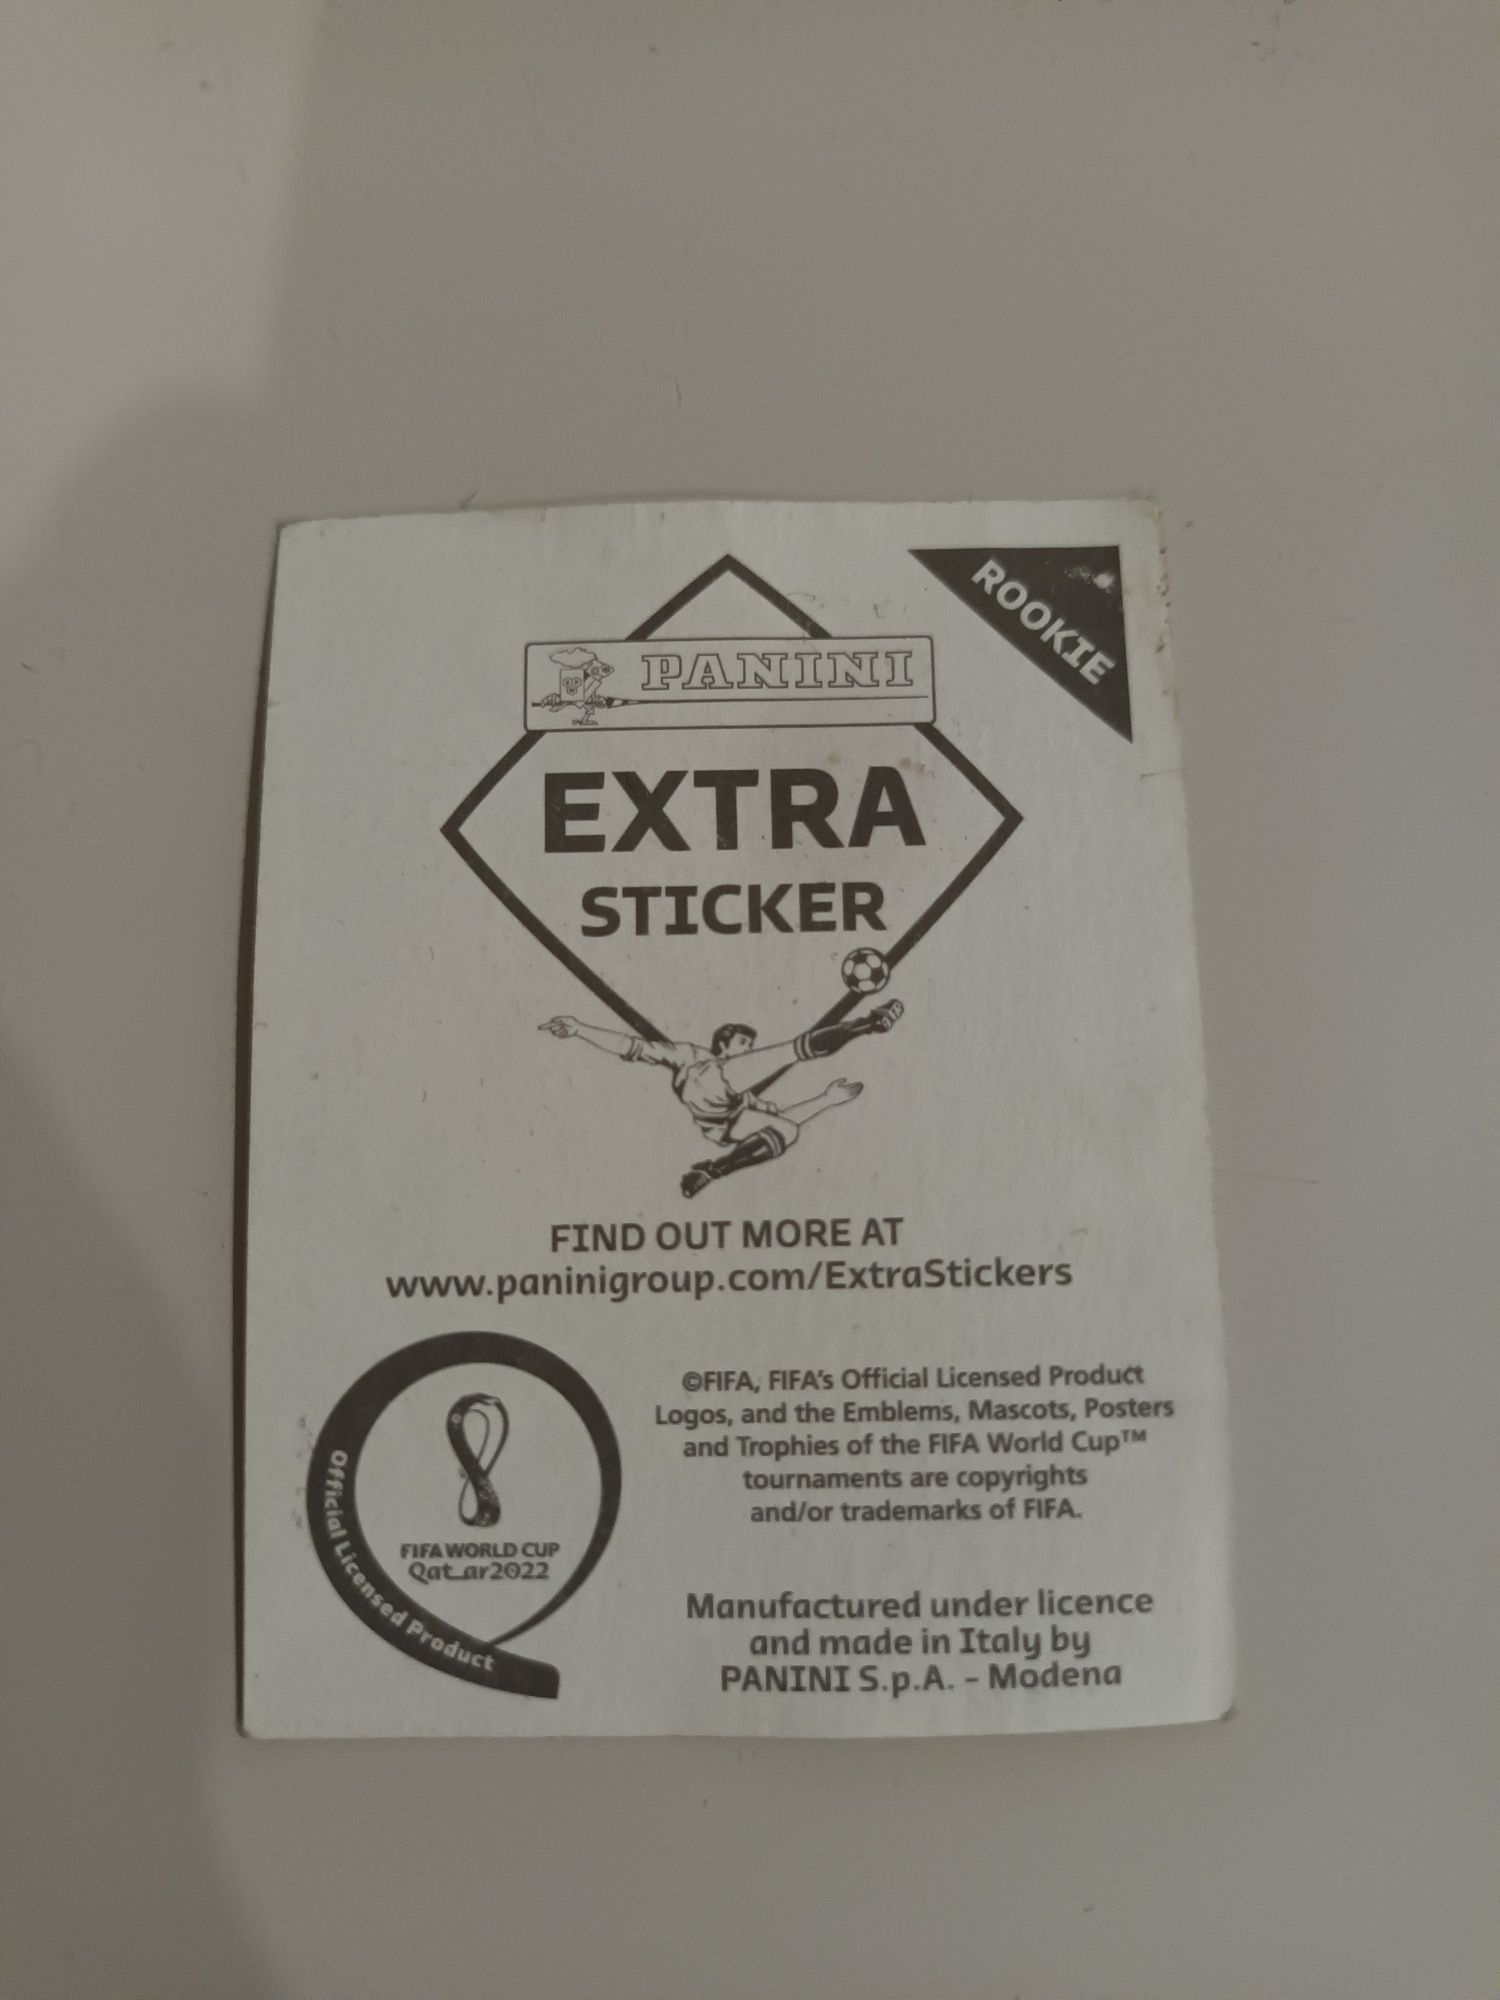 ROOKIE
PANINI
EXTRA
STICKER
FIND OUT MORE AT
www.paninigroup.com/ExtraStickers
©FIFA, FIFA's Official Licensed Product
Logos, and the Emblems, Mascots, Posters
and Trophies of the FIFA World Cup™
tournaments are copyrights
and/or trademarks of FIFA.
Official Licensed Product
FIFA WORLD CUP
Qatar2022
Manufactured under licence
and made in Italy by
PANINI S.p.A. - Modena